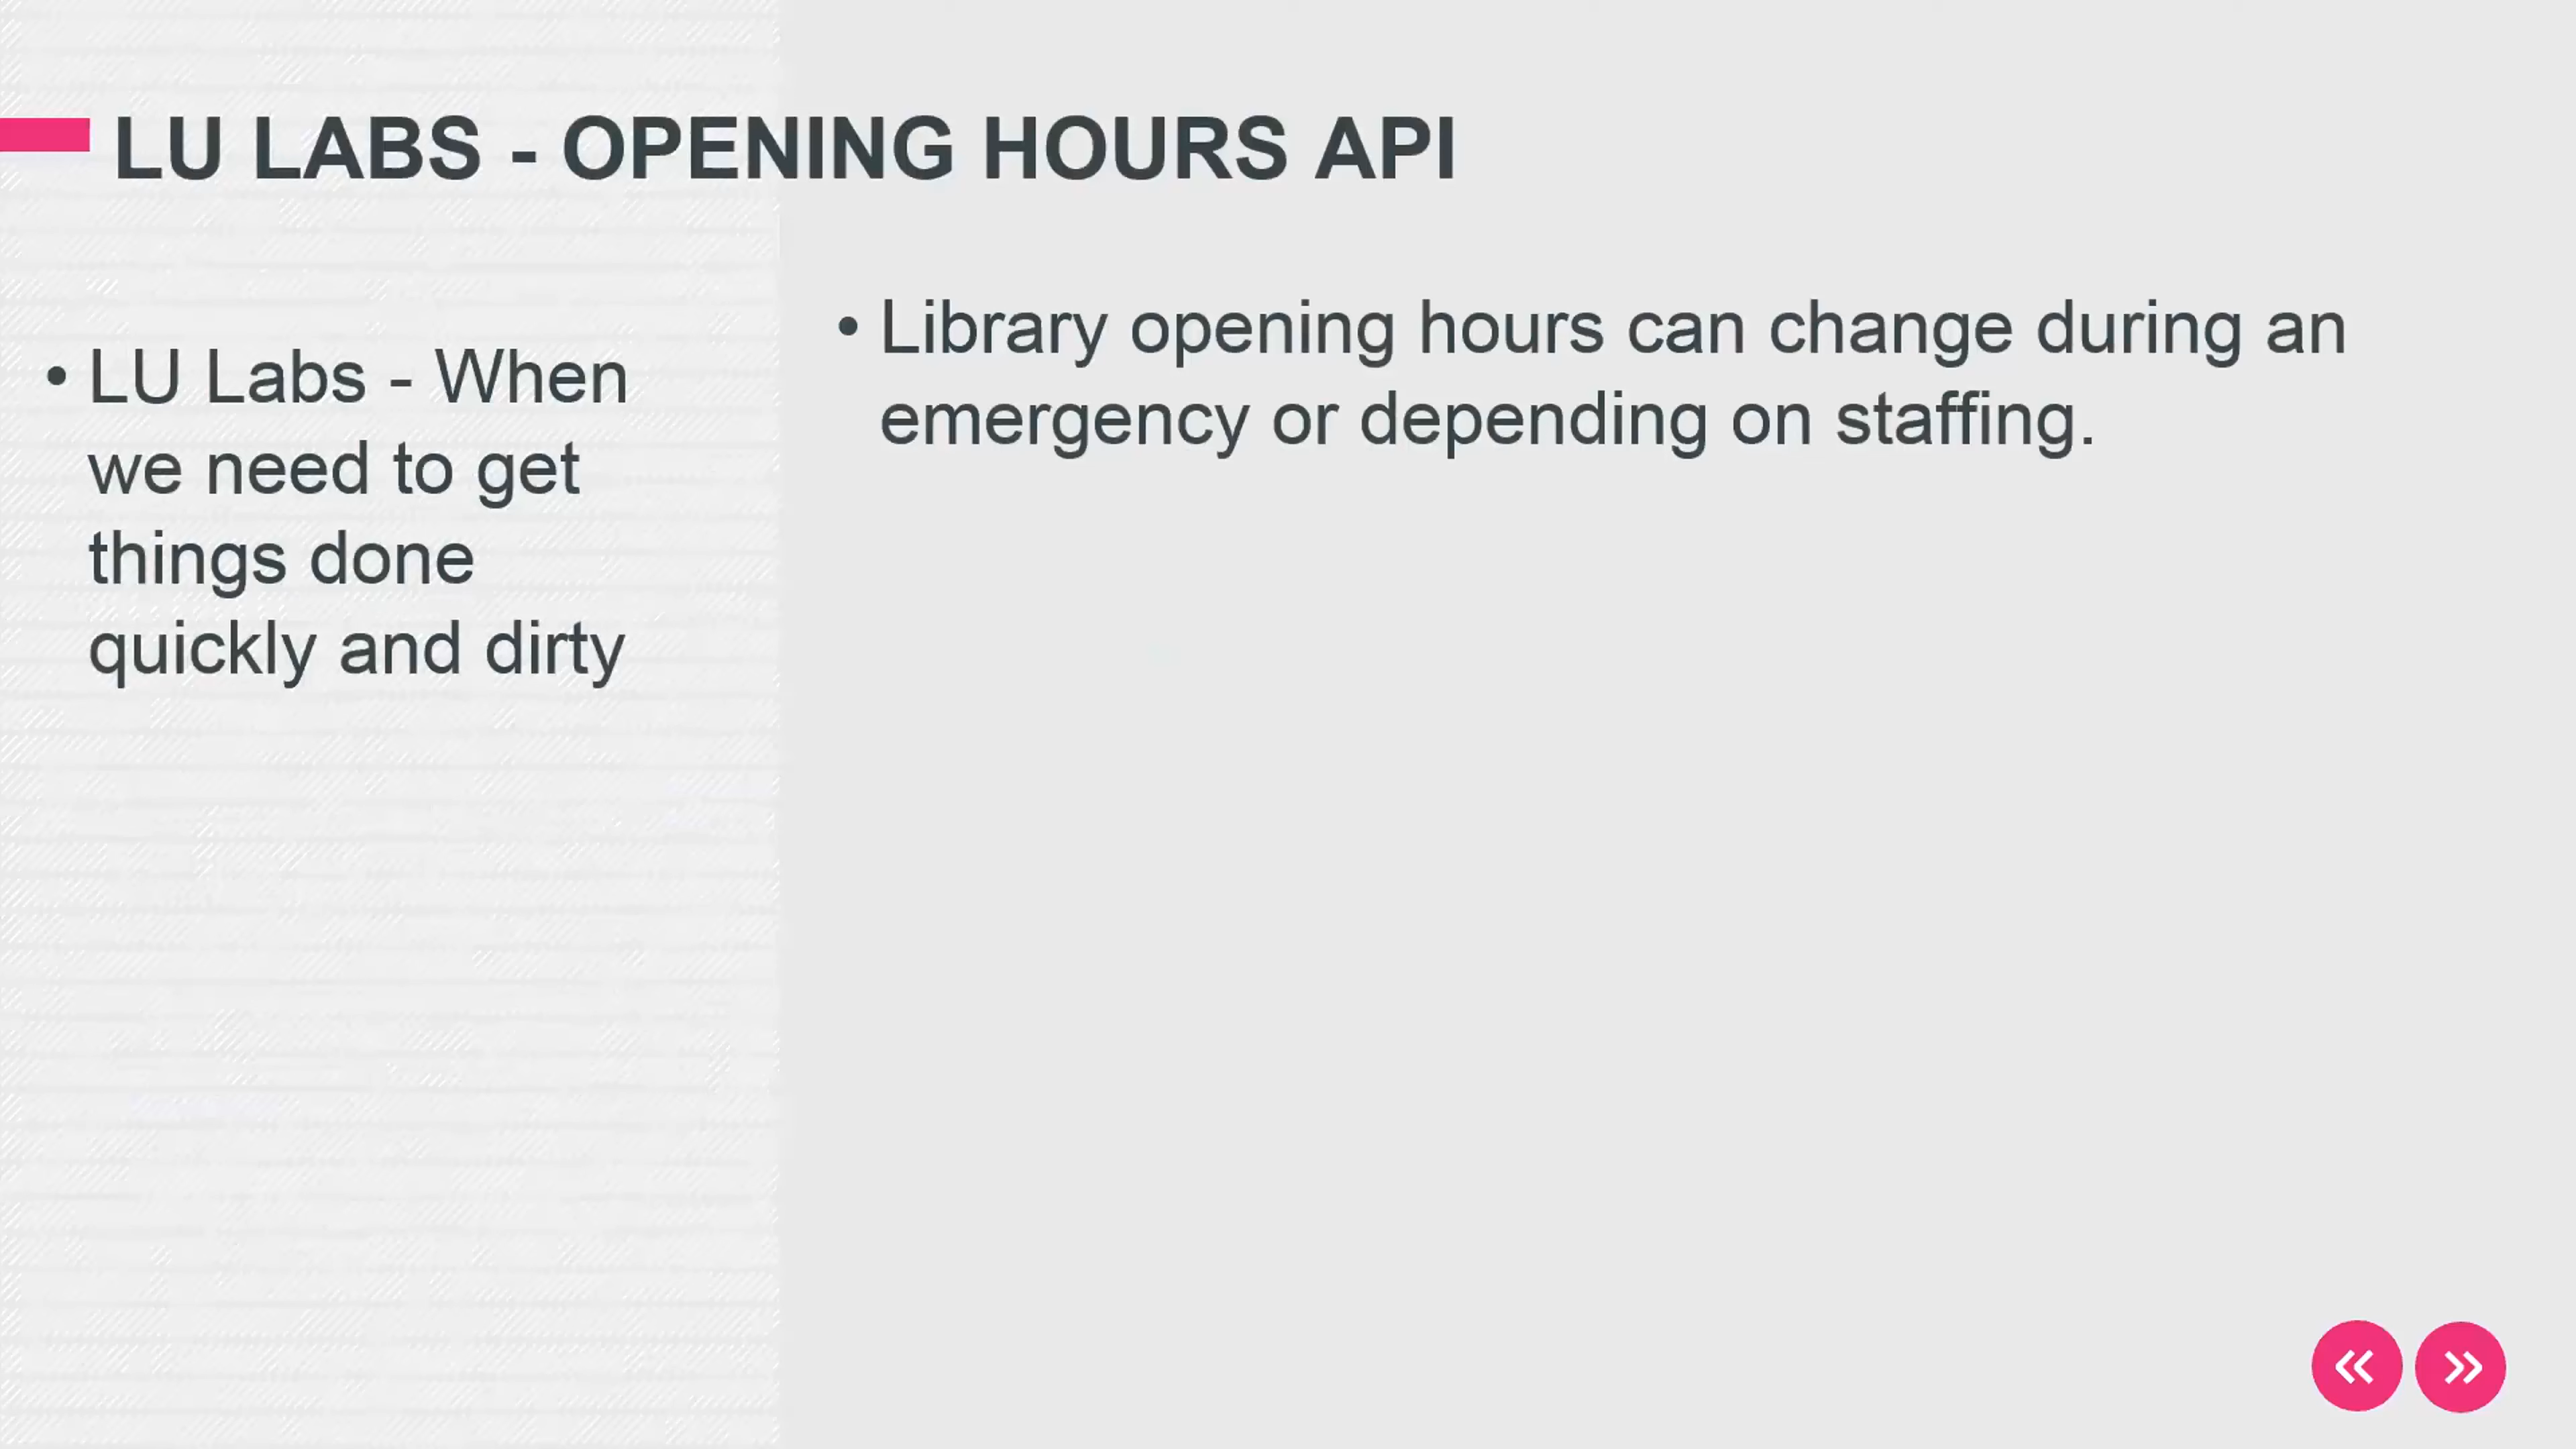 LU LABS - OPENING HOURS API
• LU Labs - When
we need to get
things done
quickly and dirty
• Library opening hours can change during an
emergency or depending on staffing.